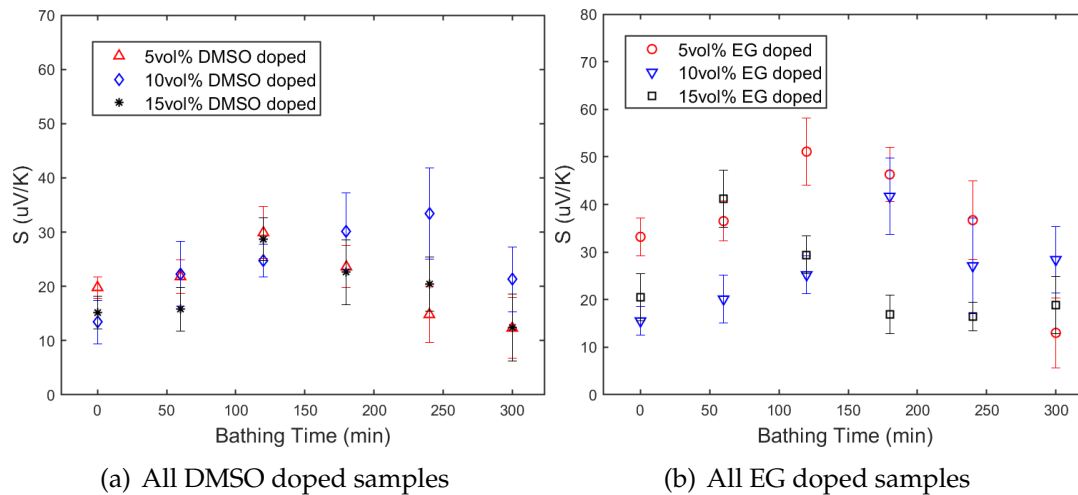 70
60
50
40
30
20
10
0
S (uV/K)
5vol% DMSO doped
10vol% DMSO doped
15vol% DMSO doped
0 50 100 150 200 250 300
Bathing Time (min)
(a) All DMSO doped samples
80
70
60
50
40
30
20
10
0
S (uV/K)
5vol% EG doped
10vol% EG doped
15vol% EG doped
0 50 100 150 200 250 300
Bathing Time (min)
(b) All EG doped samples